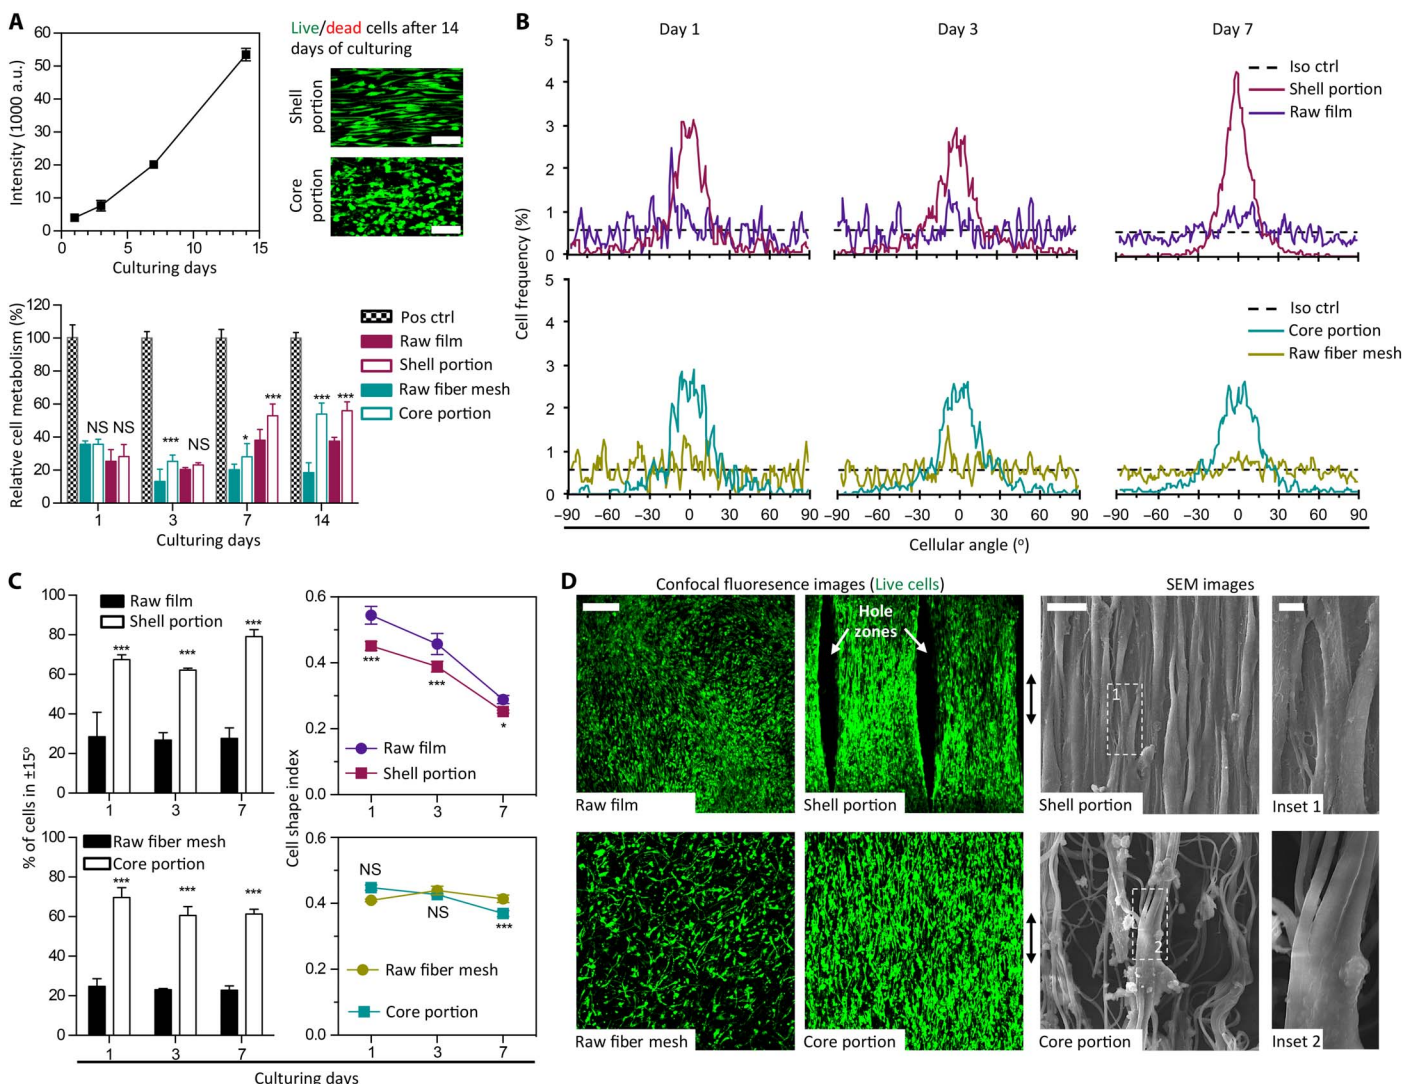 A
60
50
40
30
20
10
0
Intensity (1000 a.u.)
0 5 10 15
Culturing days
Live/dead cells after 14
days of culturing
Shell
portion
Core
portion
120
100
80
60
40
20
0
Relative cell metabolism (%)
NS NS
***
NS
*
***
***
***
1 3 7 14
Culturing days
Pos ctrl
Raw film
Shell portion
Raw fiber mesh
Core portion
B
Day 1
Day 3
Day 7
5
4
3
2
1
0
Iso ctrl
Shell portion
Raw film
Cell frequency (%)
5
4
3
2
1
0
Iso ctrl
Core portion
Raw fiber mesh
−90 −60 −30 0 30 60 90
−90 −60 −30 0 30 60 90
−90 −60 −30 0 30 60 90
Cellular angle (º)
C
100
80
60
40
20
0
Raw film
Shell portion
***
***
***
1 3 7
% of cells in ±15º
100
80
60
40
20
0
Raw fiber mesh
Core portion
***
***
***
1 3 7
0.6
0.4
0.2
0.0
***
***
*
Raw film
Shell portion
1 3 7
Cell shape index
0.6
0.4
0.2
0.0
NS
NS
***
Raw fiber mesh
Core portion
1 3 7
Culturing days
D
Confocal fluoresence images (Live cells)
SEM images
Hole
zones
1
Raw film
Shell portion
Shell portion
Inset 1
2
Raw fiber mesh
Core portion
Core portion
Inset 2